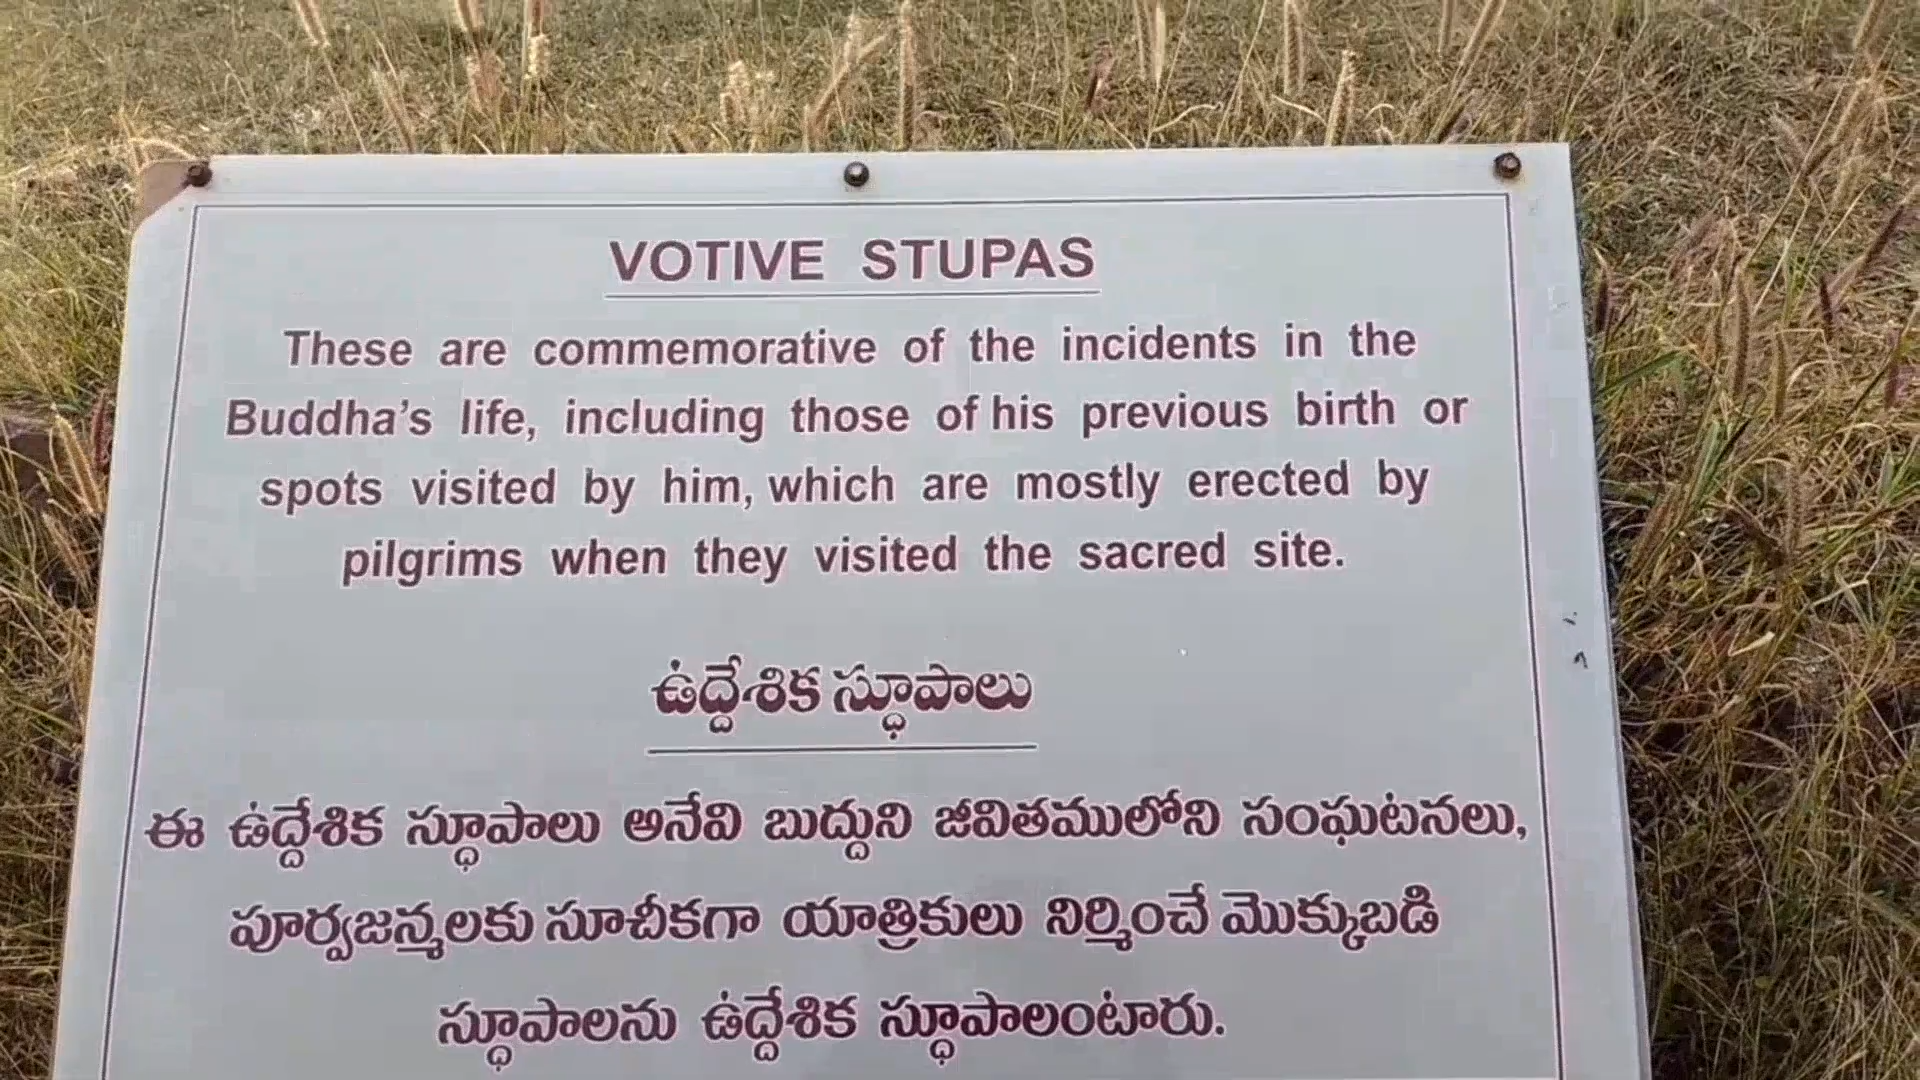 VOTIVE STUPAS
These are commemorative of the incidents in the
Buddha's life, including those of his previous birth or
spots visited by him, which are mostly erected by
pilgrims when they visited the sacred site.
ఉద్దేశిక స్థూపాలు
ఈ ఉద్దేశిక స్థూపాలు అనేవి బుద్దుని జీవితములోని సంఘటనలు,
పూర్వజన్మలకు సూచీకగా యాత్రికులు నిర్మించే మొక్కుబడి
స్థూపాలను ఉద్దేశిక స్థూపాలంటారు.